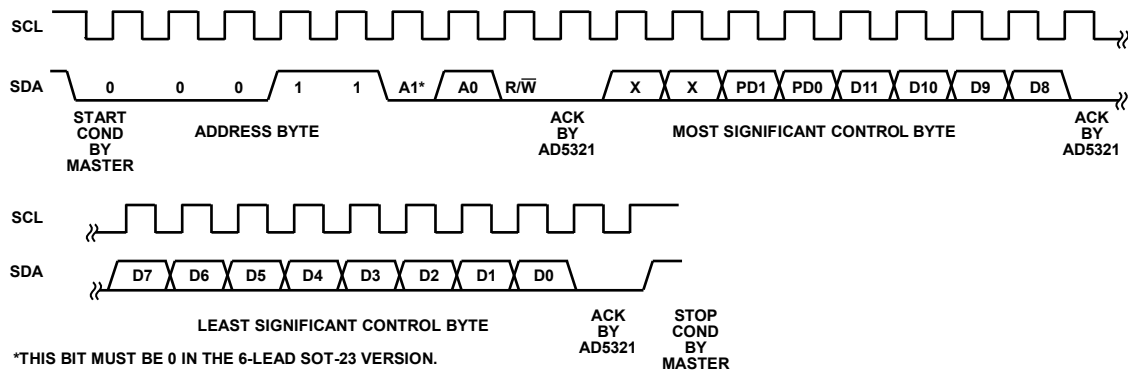 SCL
SDA 0 0 0 1 1 A1* A0 R/W̅ X X PD1 PD0 D11 D10 D9 D8
START COND BY MASTER
ADDRESS BYTE
ACK BY AD5321
MOST SIGNIFICANT CONTROL BYTE
ACK BY AD5321
SCL
SDA D7 D6 D5 D4 D3 D2 D1 D0
LEAST SIGNIFICANT CONTROL BYTE
ACK BY AD5321
STOP COND BY MASTER
*THIS BIT MUST BE 0 IN THE 6-LEAD SOT-23 VERSION.